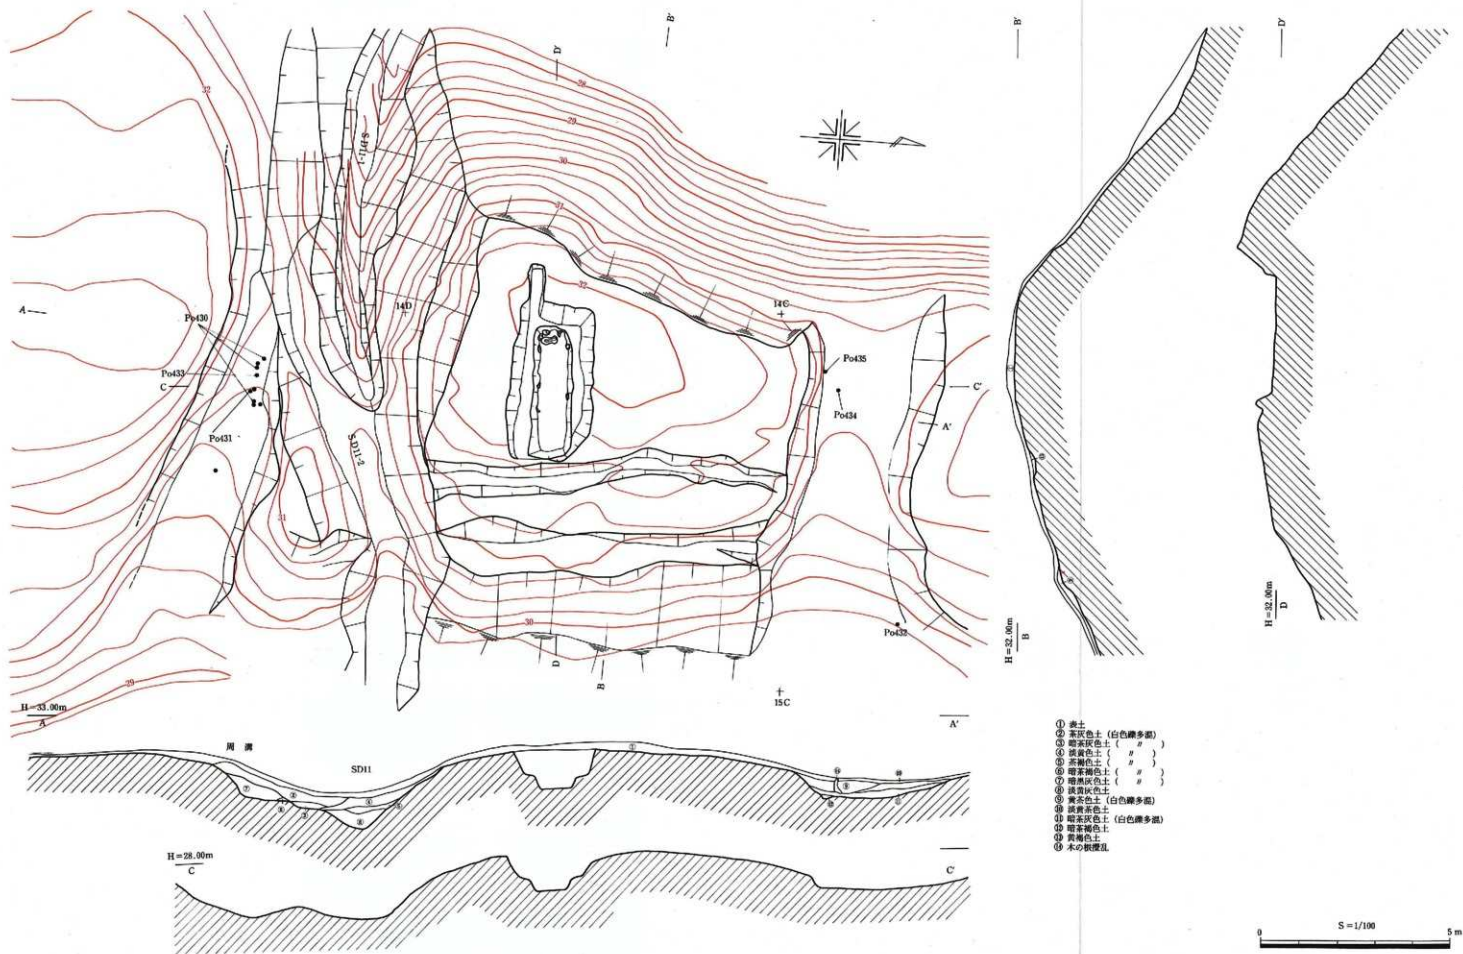 B'
D'
B'
D'
32
28
29
30
31
32
SD11-1
14D
14C
A
Po430
Po433
C
Po431
Po435
Po434
C'
A'
SD11-2
31
30
Po432
D
B
15C
29
H=32.00m
B
H=32.00m
D
H=33.00m
A
A'
周溝
SD11
H=28.00m
C
C'
① 表土
② 茶灰色土(白色礫多混)
③ 暗茶灰色土( 〃 )
④ 淡黄色土( 〃 )
⑤ 茶褐色土( 〃 )
⑥ 暗茶褐色土( 〃 )
⑦ 暗黒灰色土( 〃 )
⑧ 淡黄灰色土
⑨ 黄茶色土(白色礫多混)
⑩ 淡黄茶色土
⑪ 暗茶灰色土(白色礫多混)
⑫ 暗茶褐色土
⑬ 黄褐色土
⑭ 木の根攪乱
S=1/100
0
5 m